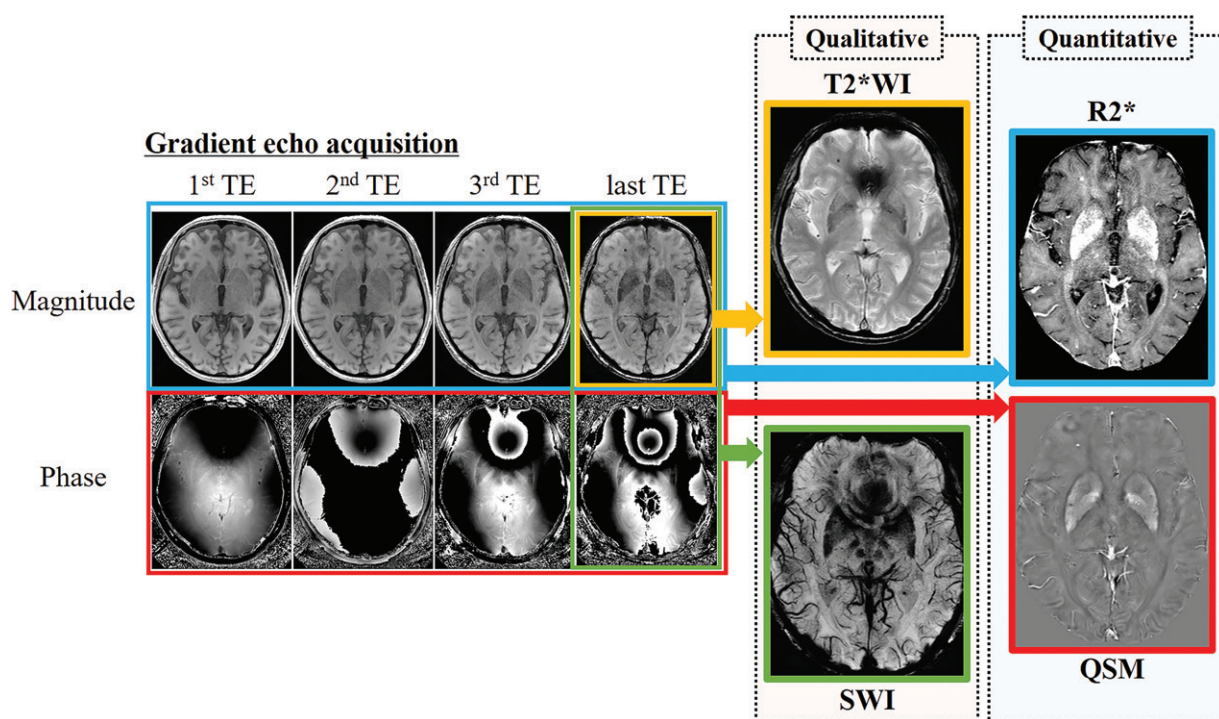 Qualitative
Quantitative
T2*WI
R2*
Gradient echo acquisition
1st TE
2nd TE
3rd TE
last TE
Magnitude
Phase
SWI
QSM